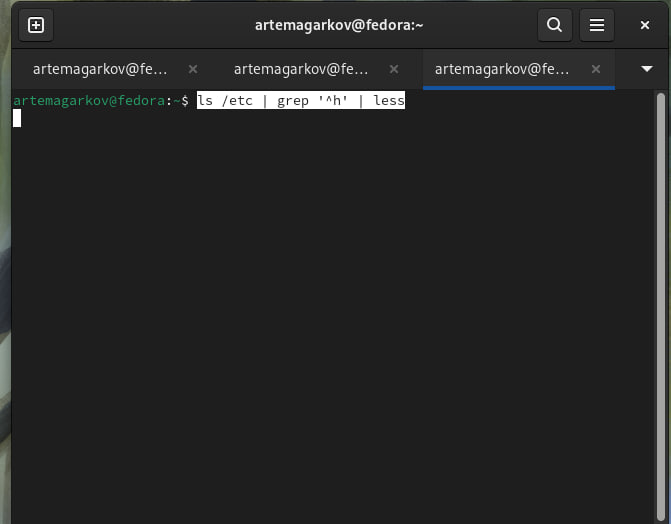 artemagarkov@fedora:~
artemagarkov@fe... artemagarkov@fe... artemagarkov@fe...
artemagarkov@fedora:~$ ls /etc | grep '^h' | less